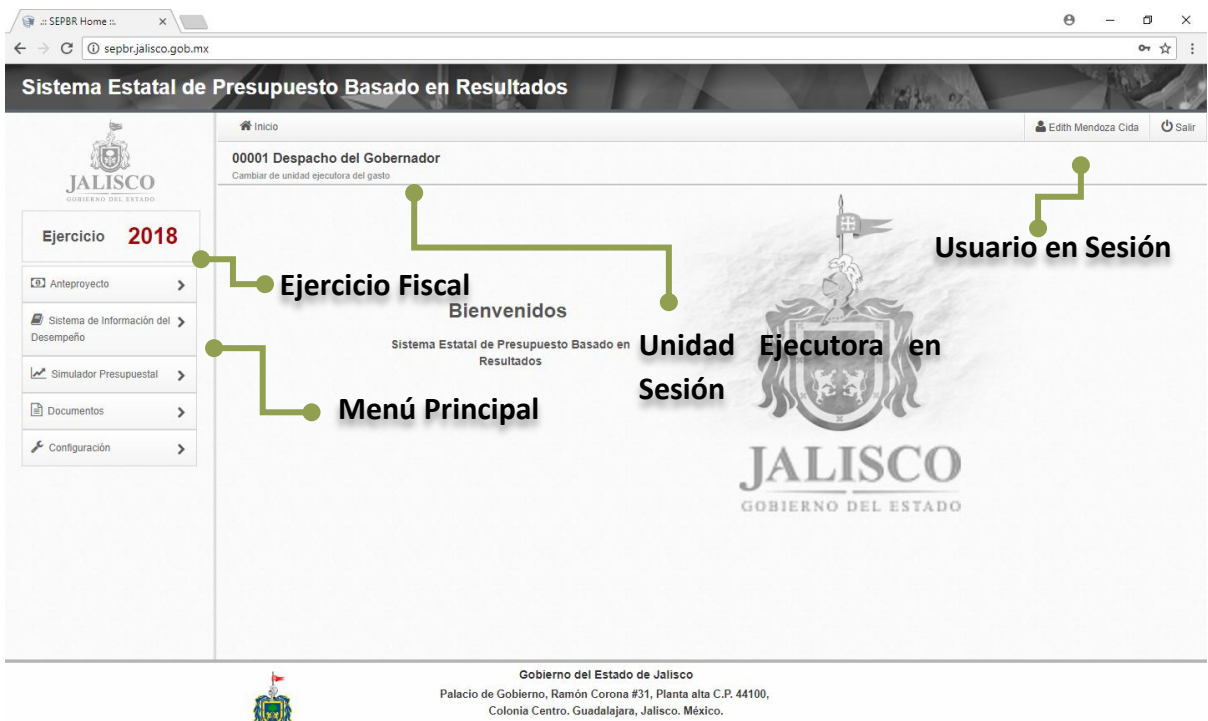 .:: SEPBR Home ::.
sepbr.jalisco.gob.mx
Sistema Estatal de Presupuesto Basado en Resultados
JALISCO
GOBIERNO DEL ESTADO
Inicio
Edith Mendoza Cida
Salir
00001 Despacho del Gobernador
Cambiar de unidad ejecutora del gasto
Ejercicio 2018
Anteproyecto
Sistema de Información del
Desempeño
Simulador Presupuestal
Documentos
Configuración
Usuario en Sesión
Ejercicio Fiscal
Bienvenidos
Sistema Estatal de Presupuesto Basado en
Resultados
Unidad Ejecutora en
Sesión
Menú Principal
JALISCO
GOBIERNO DEL ESTADO
Gobierno del Estado de Jalisco
Palacio de Gobierno, Ramón Corona #31, Planta alta C.P. 44100,
Colonia Centro. Guadalajara, Jalisco. México.